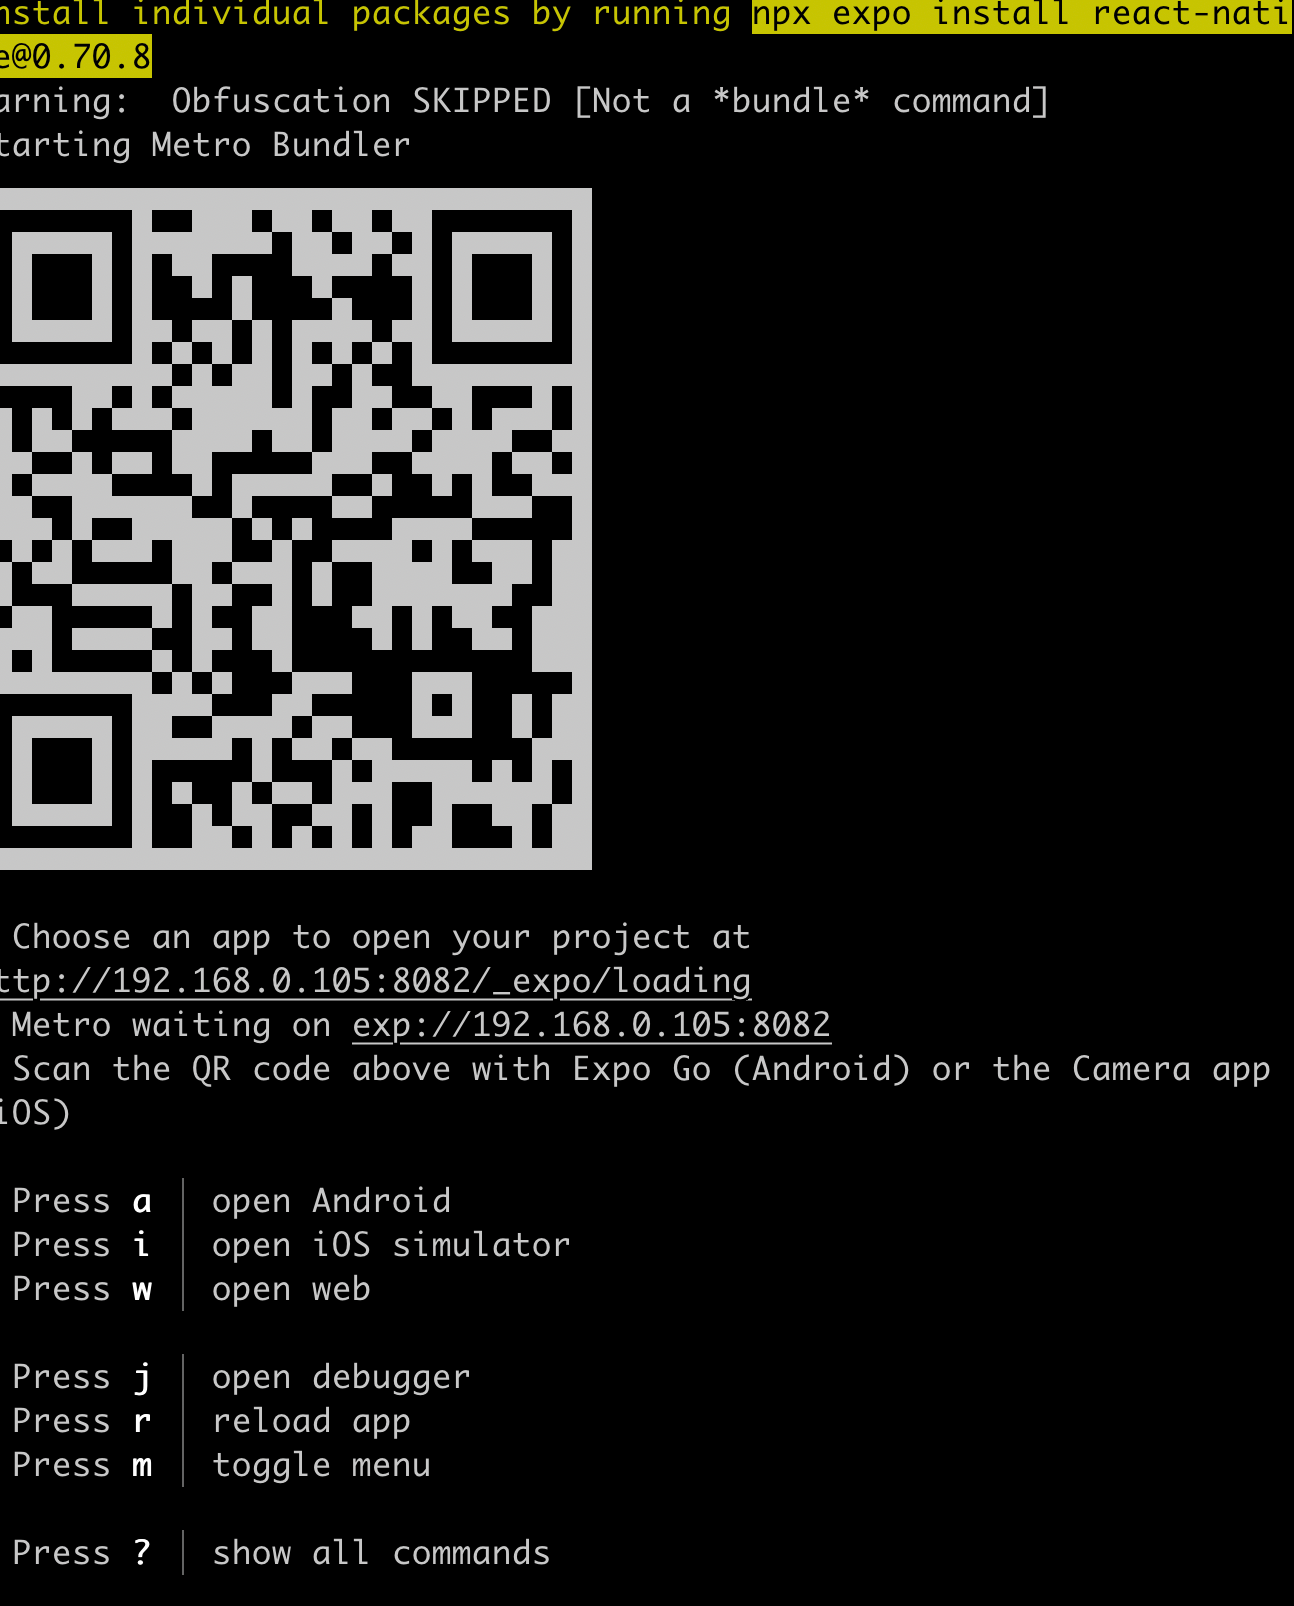 nstall individual packages by running npx expo install react-nati
e@0.70.8
arning:  Obfuscation SKIPPED [Not a *bundle* command]
tarting Metro Bundler
Choose an app to open your project at
ttp://192.168.0.105:8082/_expo/loading
Metro waiting on exp://192.168.0.105:8082
Scan the QR code above with Expo Go (Android) or the Camera app
iOS)
Press a │ open Android
Press i │ open iOS simulator
Press w │ open web
Press j │ open debugger
Press r │ reload app
Press m │ toggle menu
Press ? │ show all commands